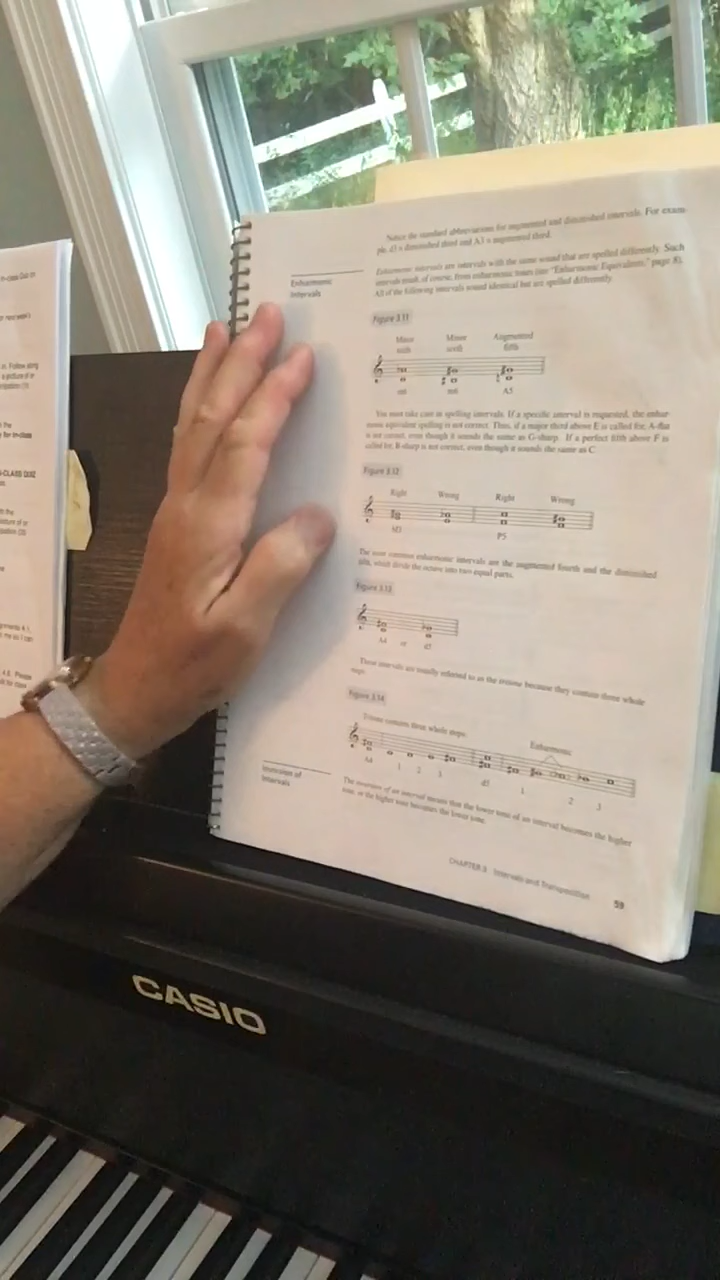 Notice the standard abbreviations for augmented and diminished intervals. For exam-
ple, d3 = diminished third and A3 = augmented third.
Enharmonic
Intervals
Enharmonic intervals are intervals with the same sound that are spelled differently. Such
intervals result, of course, from enharmonic tones (see "Enharmonic Equivalents," page 8).
All of the following intervals sound identical but are spelled differently.
Figure 3.11
Minor Augmented
sixth sixth fifth
m6 m6 A5
You must take care in spelling intervals. If a specific interval is requested, the enhar-
monic equivalent spelling is not correct. Thus, if a major third above E is called for, A-flat
is not correct, even though it sounds the same as G-sharp. If a perfect fifth above F is
called for, B-sharp is not correct, even though it sounds the same as C.
Figure 3.12
Right Wrong Right Wrong
M3 P5
The most common enharmonic intervals are the augmented fourth and the diminished
fifth, which divide the octave into two equal parts.
Figure 3.13
A4 or d5
These intervals are usually referred to as the tritone because they contain three whole
steps.
Figure 3.14
Tritone contains three whole steps.
Enharmonic
A4 1 2 3 d5 1 2 3
Inversion of
Intervals
The inversion of an interval means that the lower tone of an interval becomes the higher
tone, or the higher tone becomes the lower tone.
CHAPTER 3 Intervals and Transposition 59
CASIO